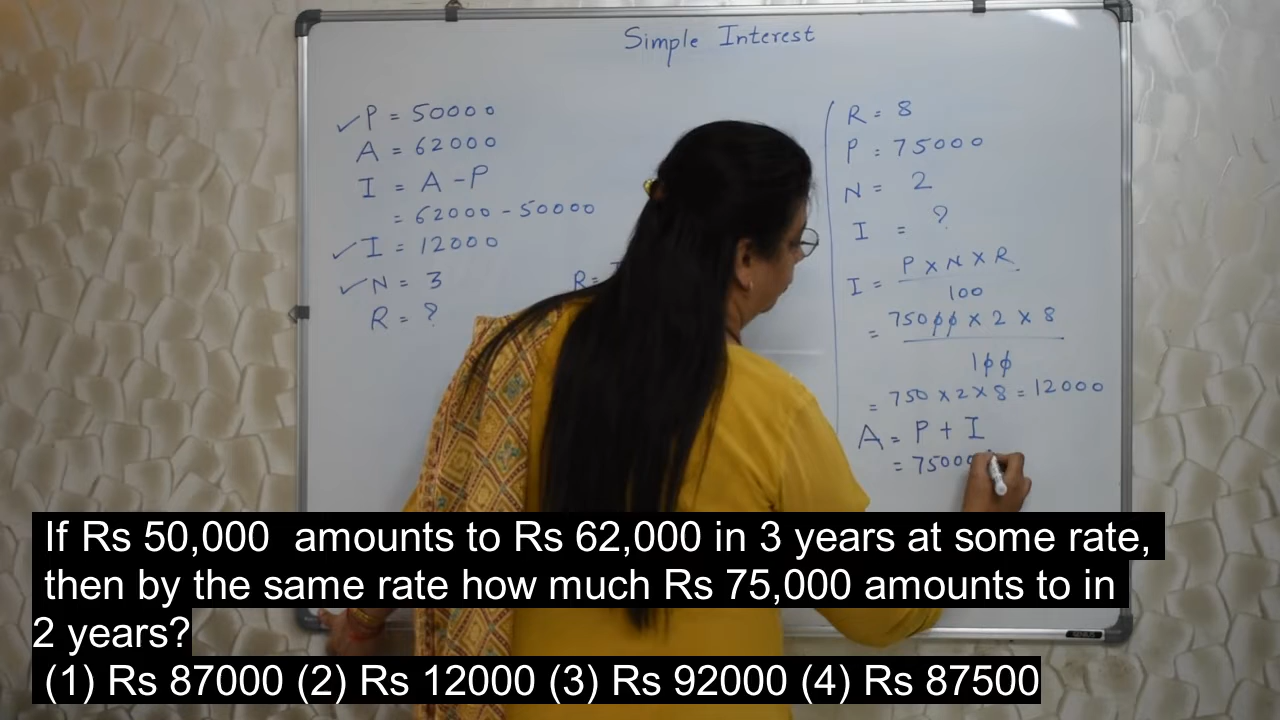 Simple Interest
✓ P = 50000
A = 62000
I = A - P
= 62000 - 50000
✓ I = 12000
✓ N = 3
R = ?
R =
R = 8
P = 75000
N = 2
I = ?
I = P × N × R
100
= 75000 × 2 × 8
100
= 750 × 2 × 8 = 12000
A = P + I
= 75000
If Rs 50,000 amounts to Rs 62,000 in 3 years at some rate,
then by the same rate how much Rs 75,000 amounts to in
2 years?
(1) Rs 87000 (2) Rs 12000 (3) Rs 92000 (4) Rs 87500